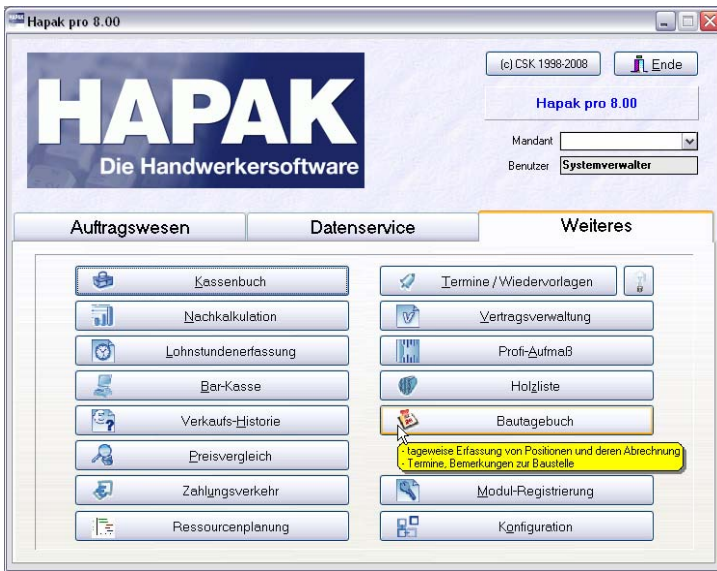 Hapak pro 8.00
HAPAK
Die Handwerkersoftware
(c) CSK 1998-2008
Ende
Hapak pro 8.00
Mandant
Benutzer Systemverwalter
Auftragswesen Datenservice Weiteres
Kassenbuch Termine / Wiedervorlagen
Nachkalkulation Vertragsverwaltung
Lohnstundenerfassung Profi-Aufmaß
Bar-Kasse Holzliste
Verkaufs-Historie Bautagebuch
- tageweise Erfassung von Positionen und deren Abrechnung
- Termine, Bemerkungen zur Baustelle
Preisvergleich
Zahlungsverkehr Modul-Registrierung
Ressourcenplanung Konfiguration